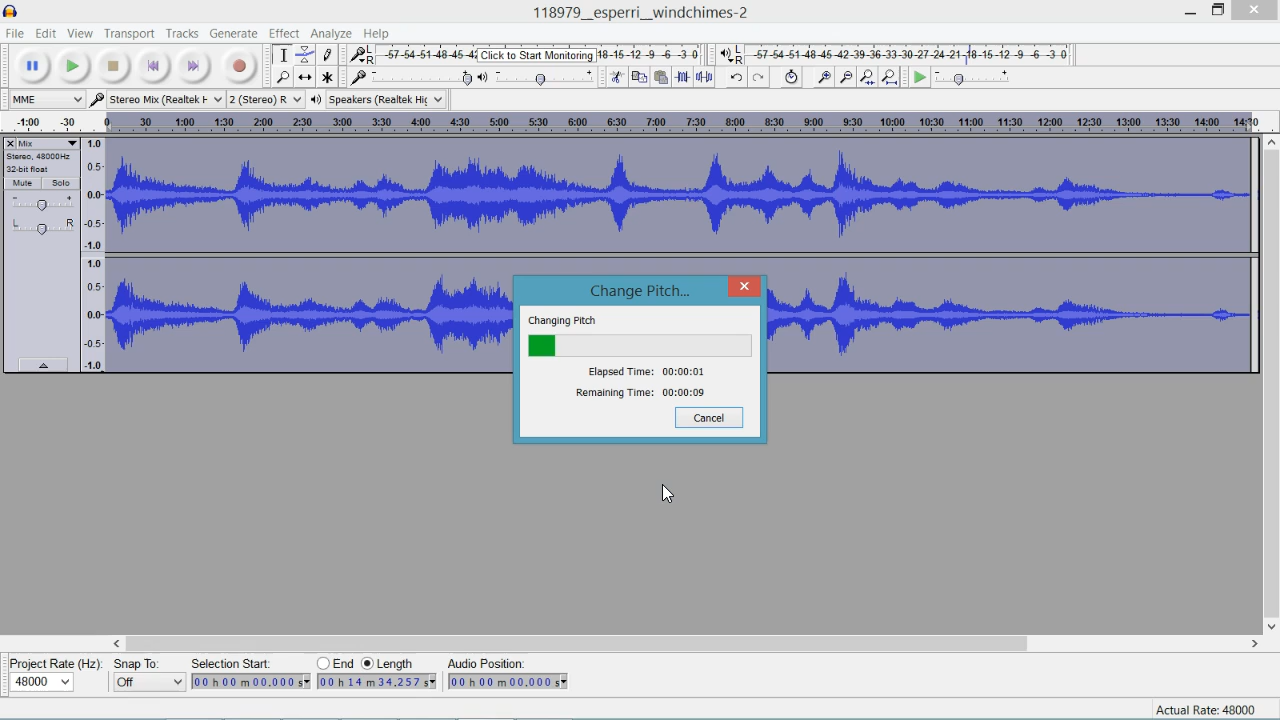 118979__esperri__windchimes-2
File Edit View Transport Tracks Generate Effect Analyze Help
L R -57 -54 -51 -48 -45 -42 Click to Start Monitoring 18 -15 -12 -9 -6 -3 0 L R -57 -54 -51 -48 -45 -42 -39 -36 -33 -30 -27 -24 -21 -18 -15 -12 -9 -6 -3 0
MME Stereo Mix (Realtek H 2 (Stereo) R Speakers (Realtek Hig
-1:00 -30 0 30 1:00 1:30 2:00 2:30 3:00 3:30 4:00 4:30 5:00 5:30 6:00 6:30 7:00 7:30 8:00 8:30 9:00 9:30 10:00 10:30 11:00 11:30 12:00 12:30 13:00 13:30 14:00 14:30
Mix
Stereo, 48000Hz
32-bit float
Mute Solo
- +
L R
1.0
0.5-
0.0-
-0.5-
-1.0
1.0
0.5-
0.0-
-0.5-
-1.0
Change Pitch...
Changing Pitch
Elapsed Time: 00:00:01
Remaining Time: 00:00:09
Cancel
Project Rate (Hz): Snap To: Selection Start: End Length Audio Position:
48000 Off 00 h 00 m 00.000 s 00 h 14 m 34.257 s 00 h 00 m 00.000 s
Actual Rate: 48000